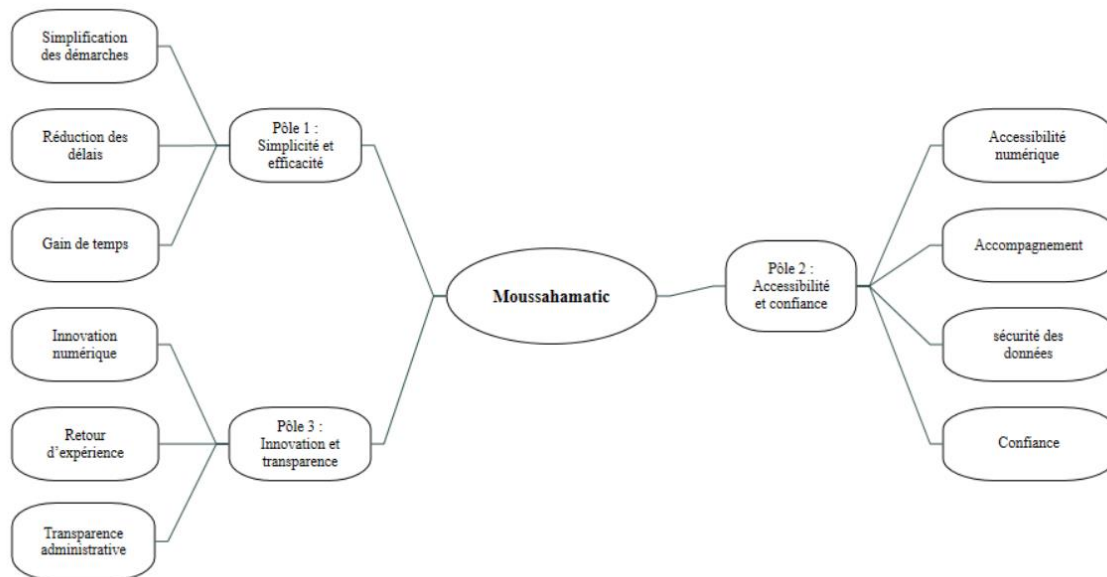 Simplification
des démarches
Réduction des
délais
Gain de temps
Pôle 1 :
Simplicité et
efficacité
Innovation
numérique
Retour
d’expérience
Transparence
administrative
Pôle 3 :
Innovation et
transparence
Moussahamatic
Pôle 2 :
Accessibilité
et confiance
Accessibilité
numérique
Accompagnement
sécurité des
données
Confiance